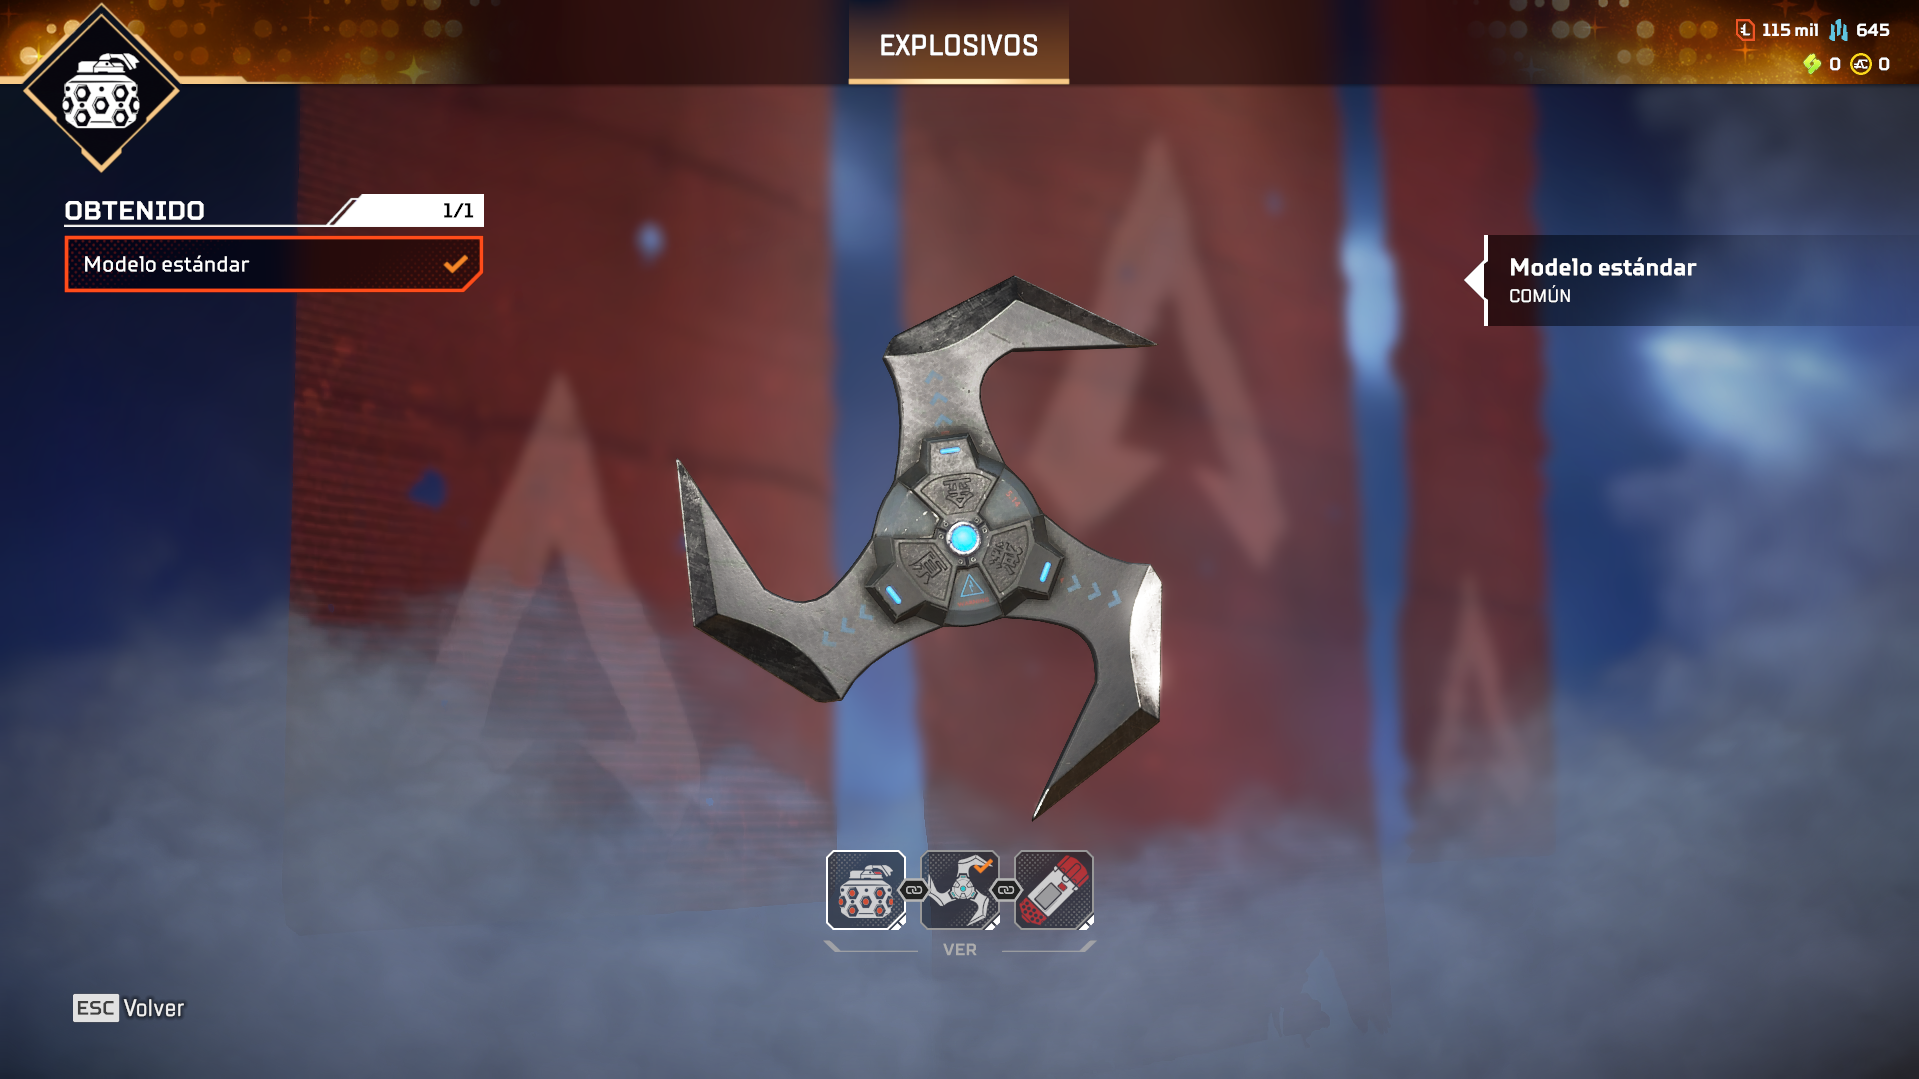 EXPLOSIVOS
115 mil 645
0 0
OBTENIDO 1/1
Modelo estándar
Modelo estándar
COMÚN
VER
ESC Volver